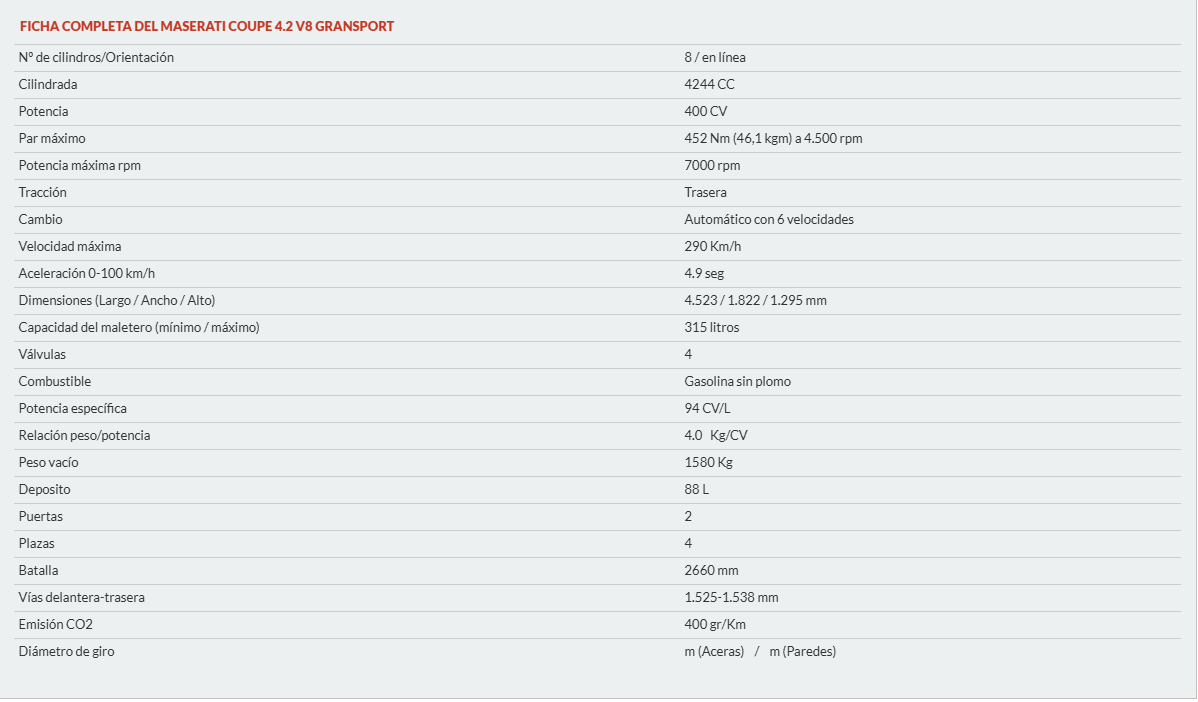 FICHA COMPLETA DEL MASERATI COUPE 4.2 V8 GRANSPORT
Nº de cilindros/Orientación 8 / en línea
Cilindrada 4244 CC
Potencia 400 CV
Par máximo 452 Nm (46,1 kgm) a 4.500 rpm
Potencia máxima rpm 7000 rpm
Tracción Trasera
Cambio Automático con 6 velocidades
Velocidad máxima 290 Km/h
Aceleración 0-100 km/h 4.9 seg
Dimensiones (Largo / Ancho / Alto) 4.523 / 1.822 / 1.295 mm
Capacidad del maletero (mínimo / máximo) 315 litros
Válvulas 4
Combustible Gasolina sin plomo
Potencia específica 94 CV/L
Relación peso/potencia 4.0 Kg/CV
Peso vacío 1580 Kg
Deposito 88 L
Puertas 2
Plazas 4
Batalla 2660 mm
Vías delantera-trasera 1.525-1.538 mm
Emisión CO2 400 gr/Km
Diámetro de giro m (Aceras) / m (Paredes)